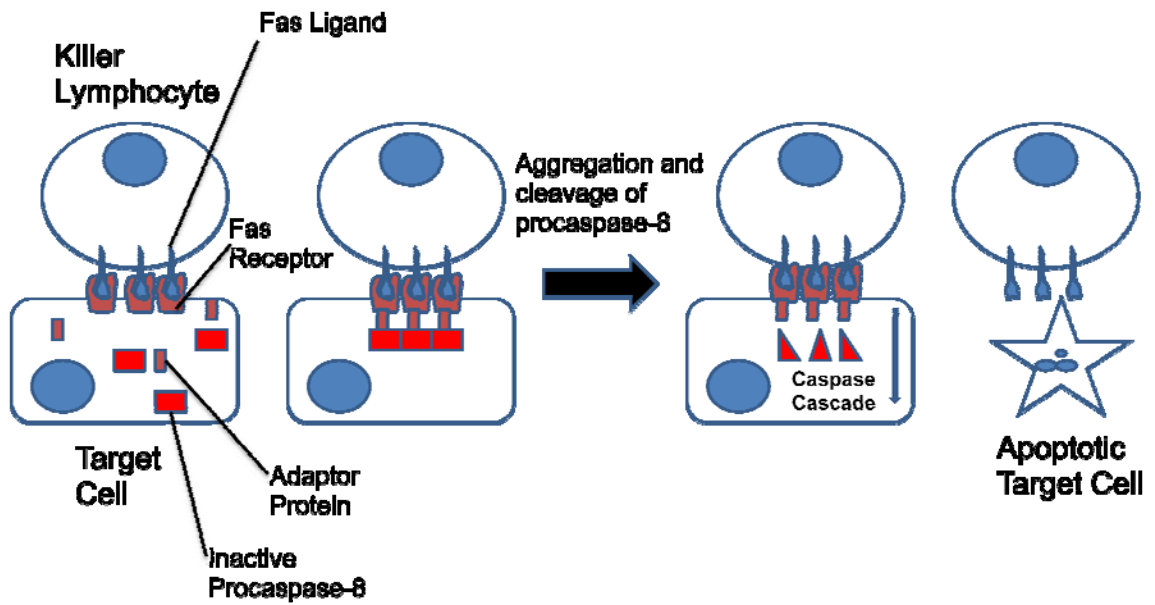 Fas Ligand
Killer
Lymphocyte
Aggregation and
cleavage of
procaspase-8
Fas
Receptor
Caspase
Cascade
Target
Cell
Adaptor
Protein
Inactive
Procaspase-8
Apoptotic
Target Cell